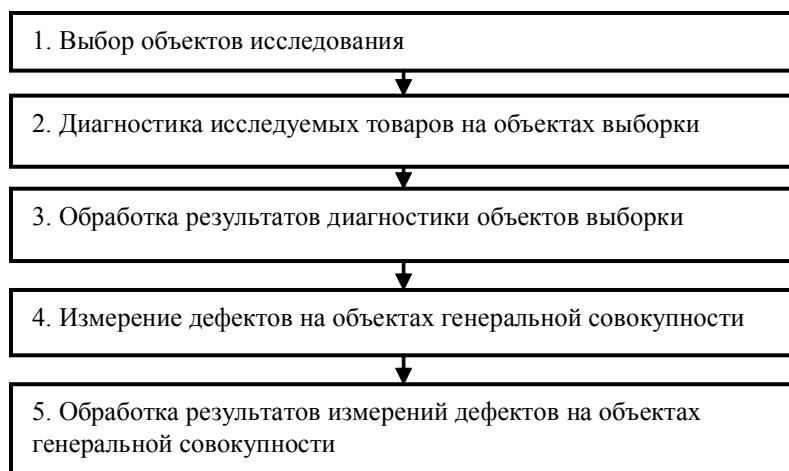 1. Выбор объектов исследования
2. Диагностика исследуемых товаров на объектах выборки
3. Обработка результатов диагностики объектов выборки
4. Измерение дефектов на объектах генеральной совокупности
5. Обработка результатов измерений дефектов на объектах
генеральной совокупности